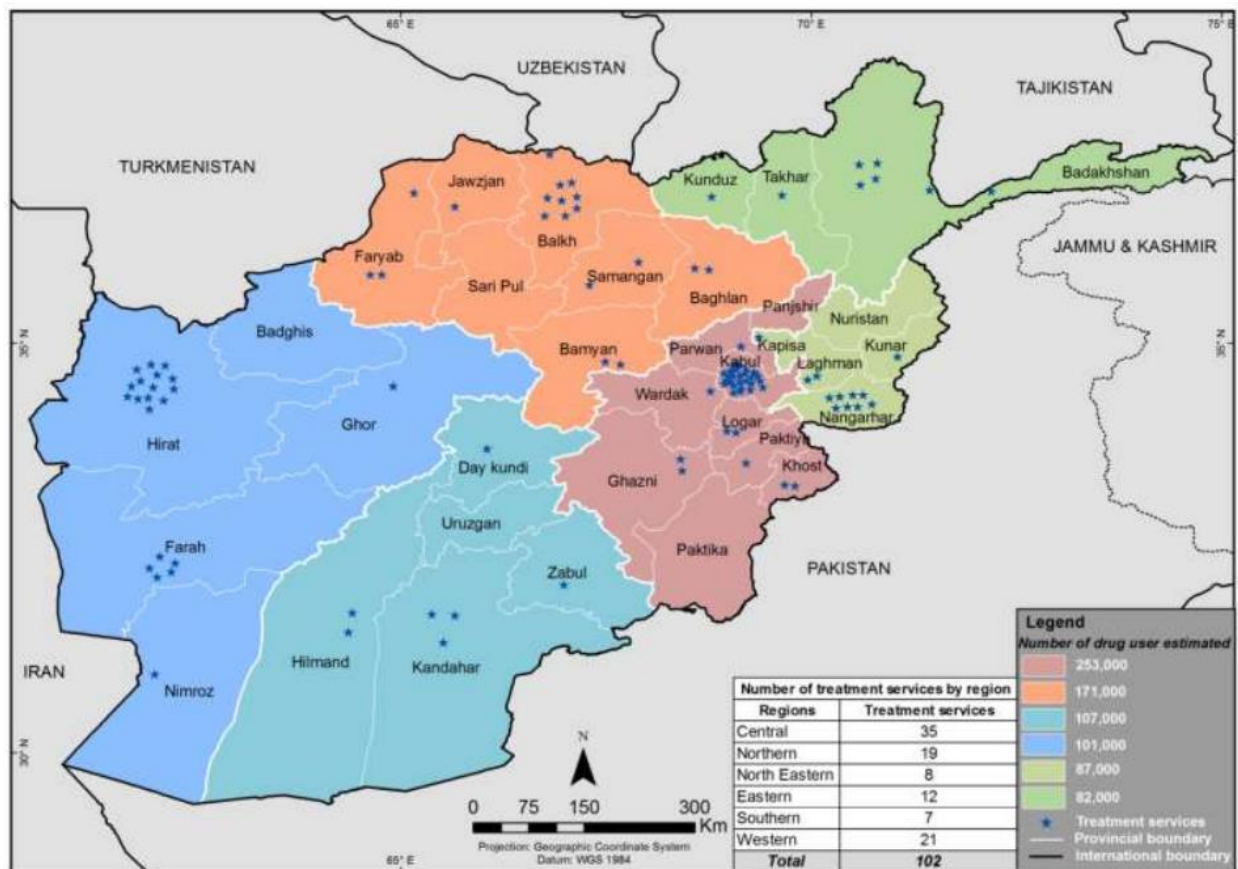 65° E
70° E
75° E
UZBEKISTAN
TAJIKISTAN
TURKMENISTAN
Kunduz
Takhar
Badakhshan
Jawzjan
Balkh
JAMMU & KASHMIR
Faryab
Samangan
Sari Pul
Baghlan
Panjshir
Nuristan
Badghis
35° N
35° N
Bamyan
Parwan
Kapisa
Kunar
Kabul
Laghman
Wardak
Nangarhar
Ghor
Logar
Hirat
Paktiya
Day kundi
Khost
Ghazni
Uruzgan
Farah
Paktika
Zabul
PAKISTAN
Hilmand
Kandahar
IRAN
Nimroz
30° N
N
0 75 150 300
Km
Projection: Geographic Coordinate System
Datum: WGS 1984
65° E
Number of treatment services by region
Regions Treatment services
Central 35
Northern 19
North Eastern 8
Eastern 12
Southern 7
Western 21
Total 102
Legend
Number of drug user estimated
253,000
171,000
107,000
101,000
87,000
82,000
Treatment services
Provincial boundary
International boundary